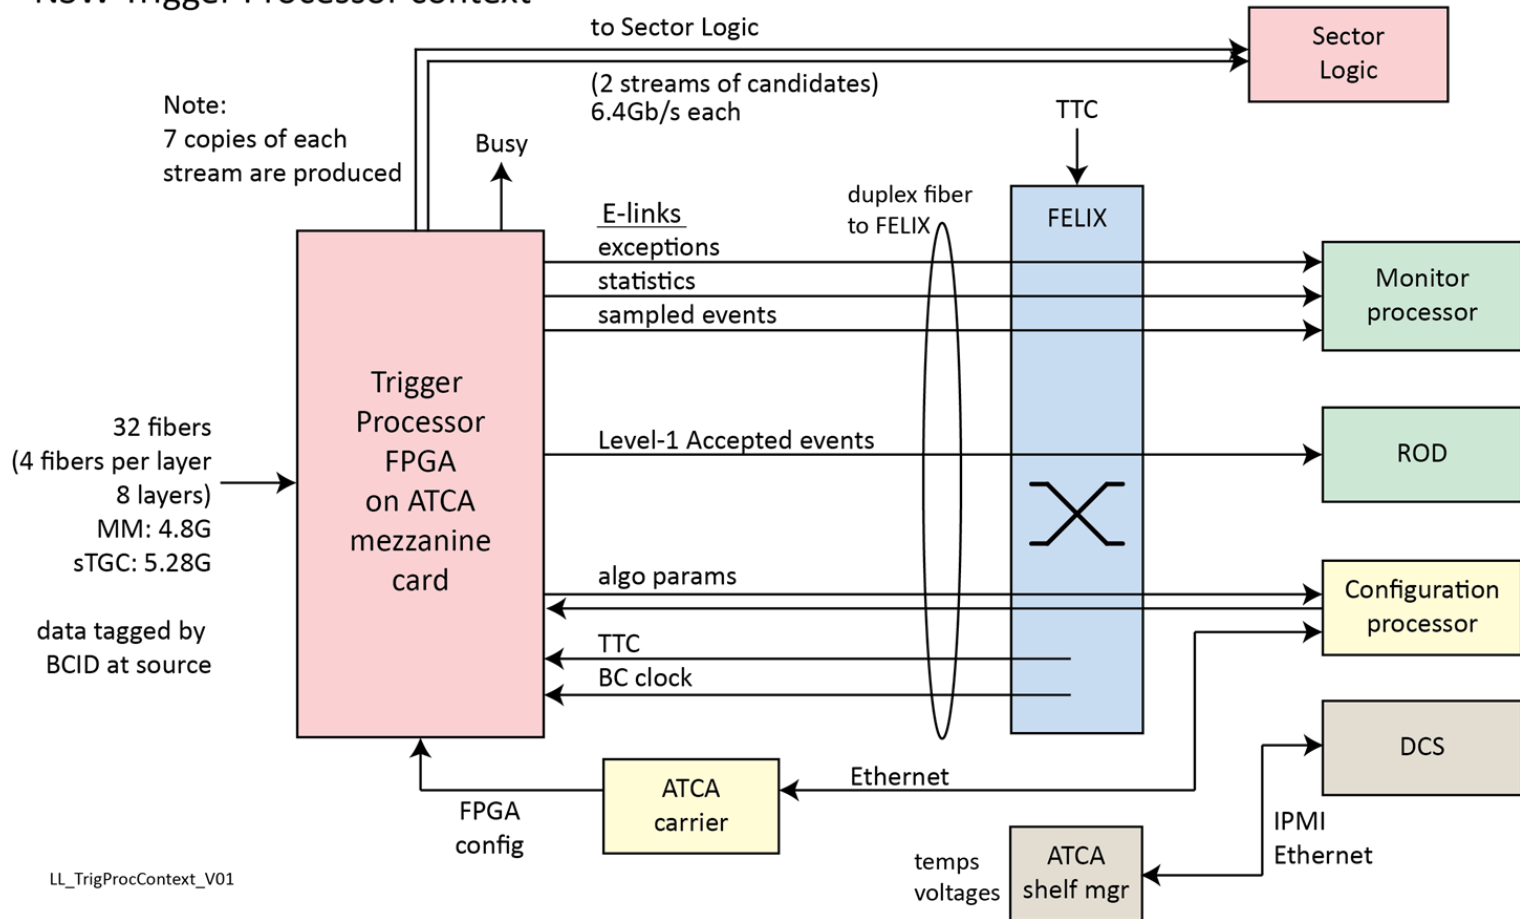 NSW Trigger Processor context
to Sector Logic
(2 streams of candidates)
6.4Gb/s each
Sector
Logic
Note:
7 copies of each
stream are produced
Busy
TTC
duplex fiber
to FELIX
FELIX
E-links
exceptions
statistics
sampled events
Monitor
processor
Trigger
Processor
FPGA
on ATCA
mezzanine
card
32 fibers
(4 fibers per layer
8 layers)
MM: 4.8G
sTGC: 5.28G
data tagged by
BCID at source
Level-1 Accepted events
ROD
algo params
TTC
BC clock
Configuration
processor
DCS
Ethernet
ATCA
carrier
FPGA
config
IPMI
Ethernet
temps
voltages
ATCA
shelf mgr
LL_TrigProcContext_V01